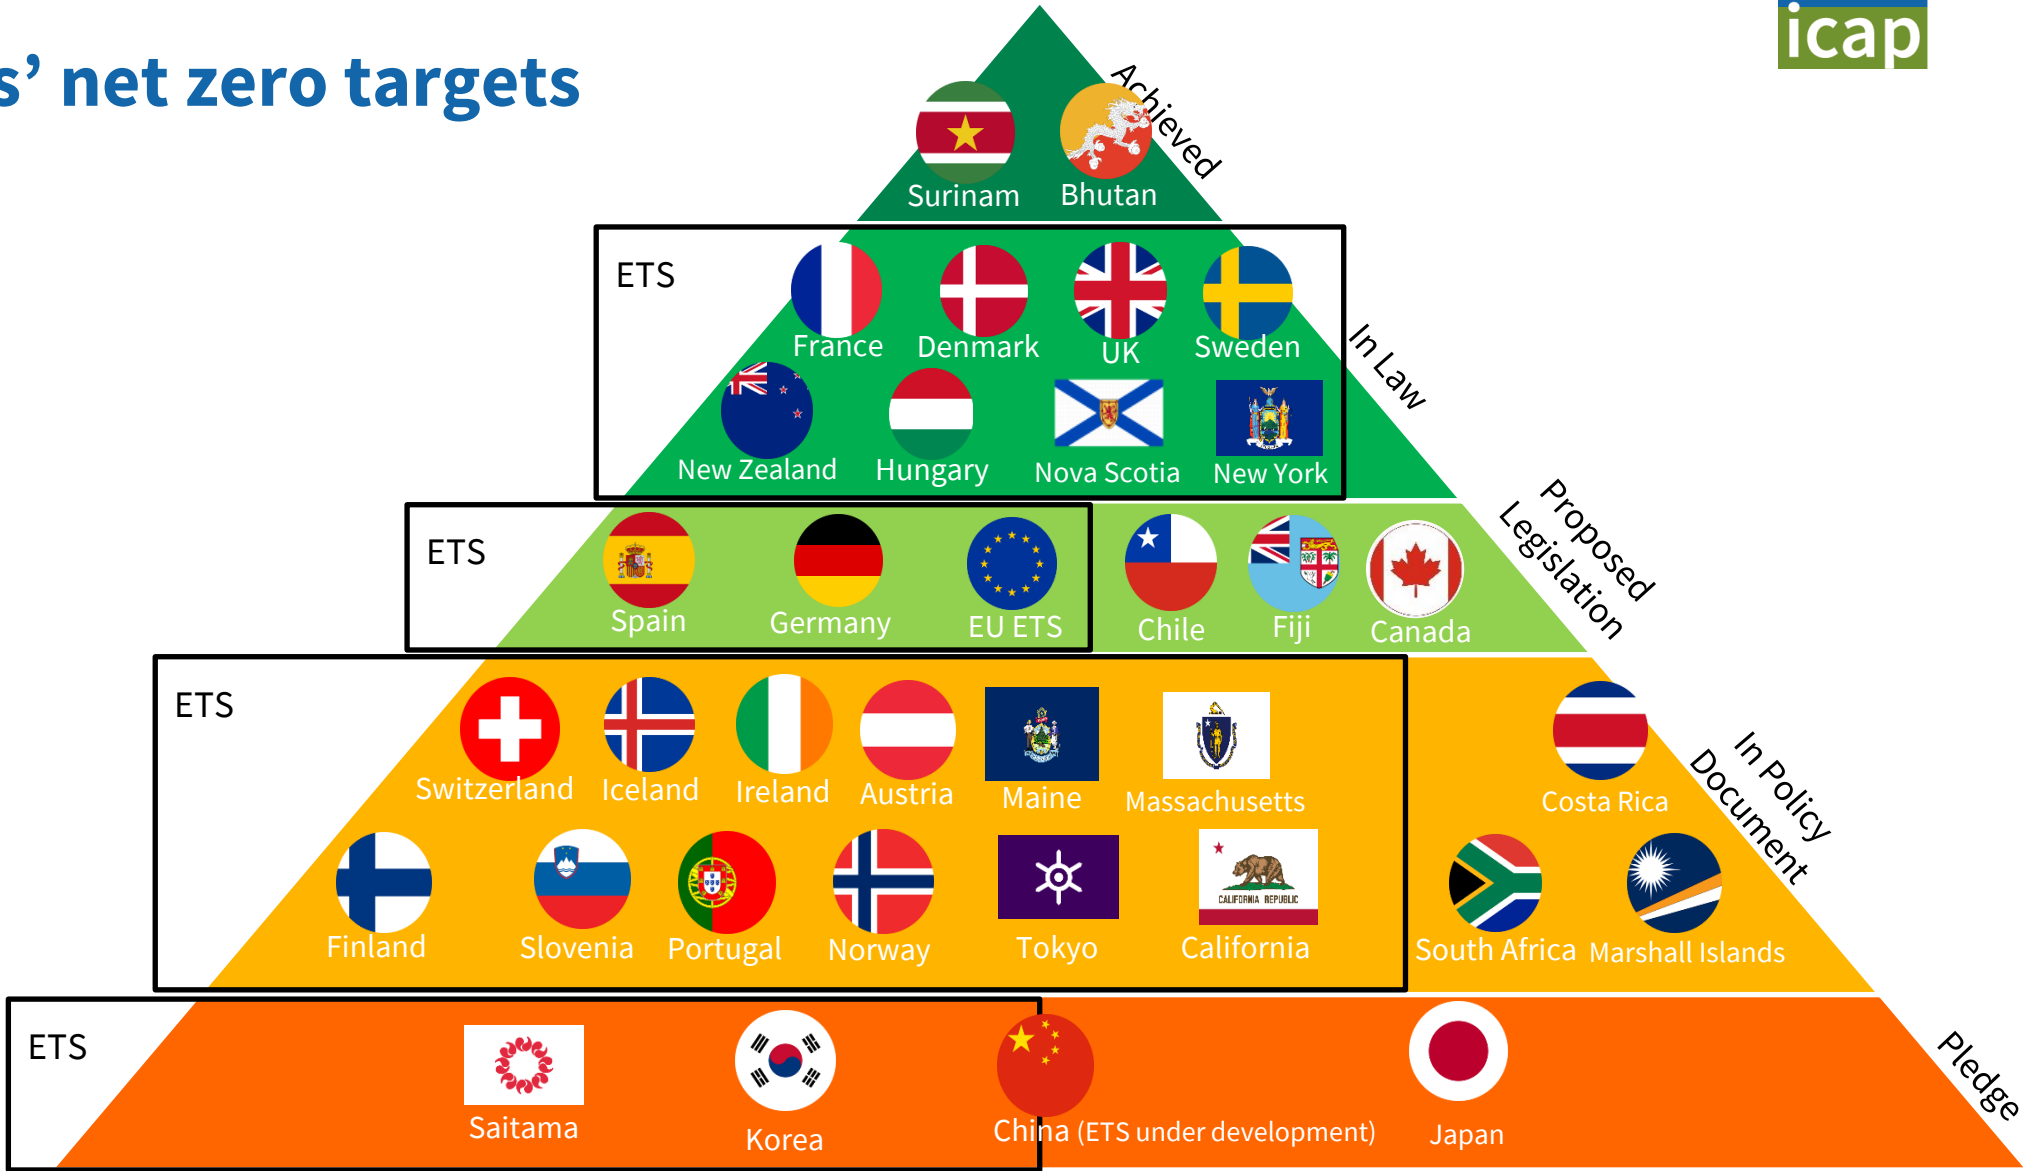 s’ net zero targets
icap
Achieved
Surinam
Bhutan
ETS
France
Denmark
UK
Sweden
In Law
New Zealand
Hungary
Nova Scotia
New York
ETS
Spain
Germany
EU ETS
Chile
Fiji
Canada
Proposed
Legislation
ETS
Switzerland
Iceland
Ireland
Austria
Maine
Massachusetts
Costa Rica
In Policy
Document
Finland
Slovenia
Portugal
Norway
Tokyo
CALIFORNIA REPUBLIC
California
South Africa
Marshall Islands
ETS
Saitama
Korea
China (ETS under development)
Japan
Pledge